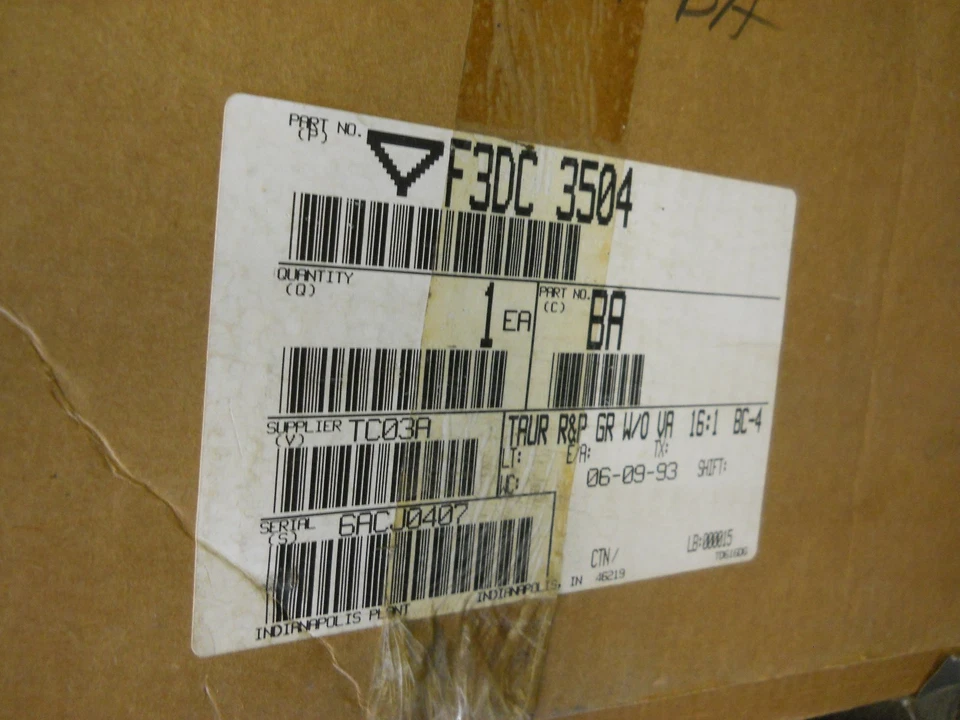 BA
PART NO.
(P)
F3DC 3504
QUANTITY
(Q)
1 EA
PART NO.
(C)
BA
SUPPLIER TC03A
(V)
TAUR R&P GR W/O VA 16:1 BC-4
LT: E/A: TX:
WC: 06-09-93 SHIFT:
SERIAL 6ACJ0407
(S)
CTN/ LB:000015
INDIANAPOLIS PLANT INDIANAPOLIS, IN 46219